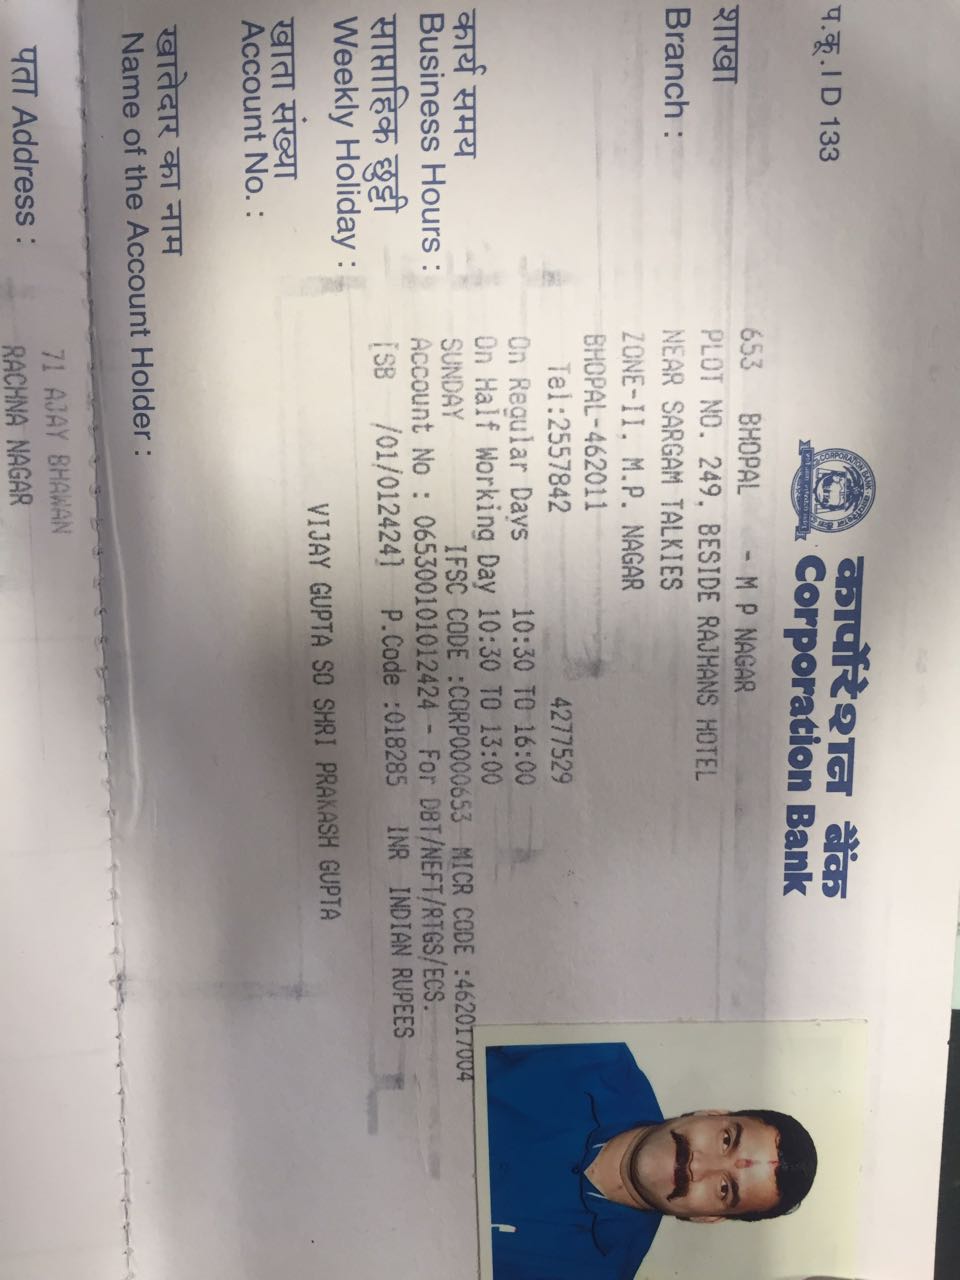 प.कू.I D 133
कार्पोरेशन बैंक
Corporation Bank
शाखा
Branch :
653 BHOPAL - M P NAGAR
PLOT NO. 249, BESIDE RAJHANS HOTEL
NEAR SARGAM TALKIES
ZONE-II, M.P. NAGAR
BHOPAL-462011
Tel:2557842 4277529
On Regular Days 10:30 TO 16:00
On Half Working Day 10:30 TO 13:00
कार्य समय
Business Hours :
SUNDAY IFSC CODE :CORP0000653 MICR CODE :462017004
Account No : 065300101012424 - For DBT/NEFT/RTGS/ECS.
साप्ताहिक छुट्टी
Weekly Holiday :
[SB /01/012424] P.Code :018285 INR INDIAN RUPEES
VIJAY GUPTA SO SHRI PRAKASH GUPTA
खाता संख्या
Account No. :
खातेदार का नाम
Name of the Account Holder :
पता Address :
71 AJAY BHAWAN
RACHNA NAGAR